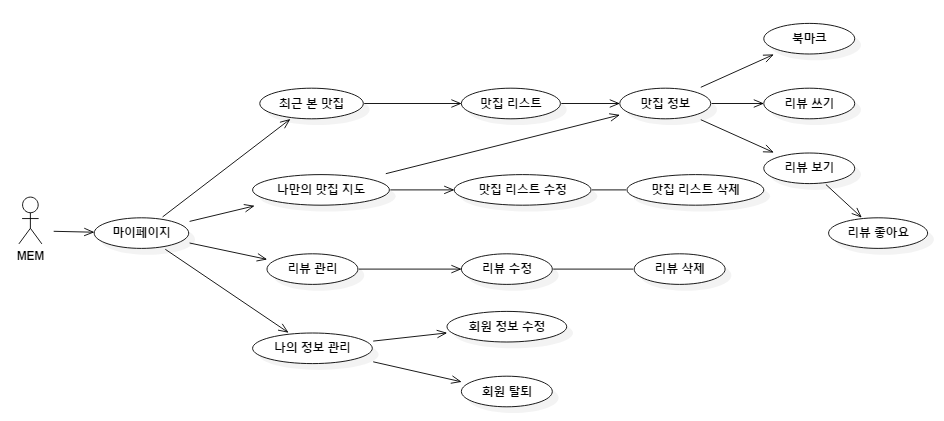 북마크
최근 본 맛집
맛집 리스트
맛집 정보
리뷰 쓰기
리뷰 보기
나만의 맛집 지도
맛집 리스트 수정
맛집 리스트 삭제
MEM
마이페이지
리뷰 좋아요
리뷰 관리
리뷰 수정
리뷰 삭제
회원 정보 수정
나의 정보 관리
회원 탈퇴